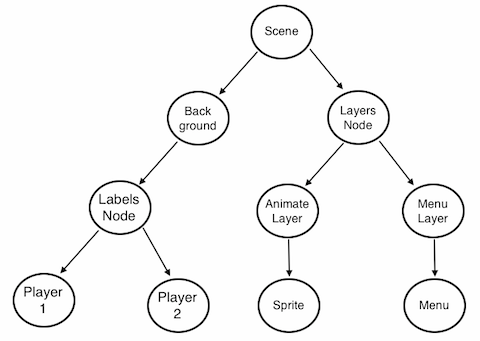 Scene
Back
ground
Layers
Node
Labels
Node
Animate
Layer
Menu
Layer
Player
1
Player
2
Sprite
Menu